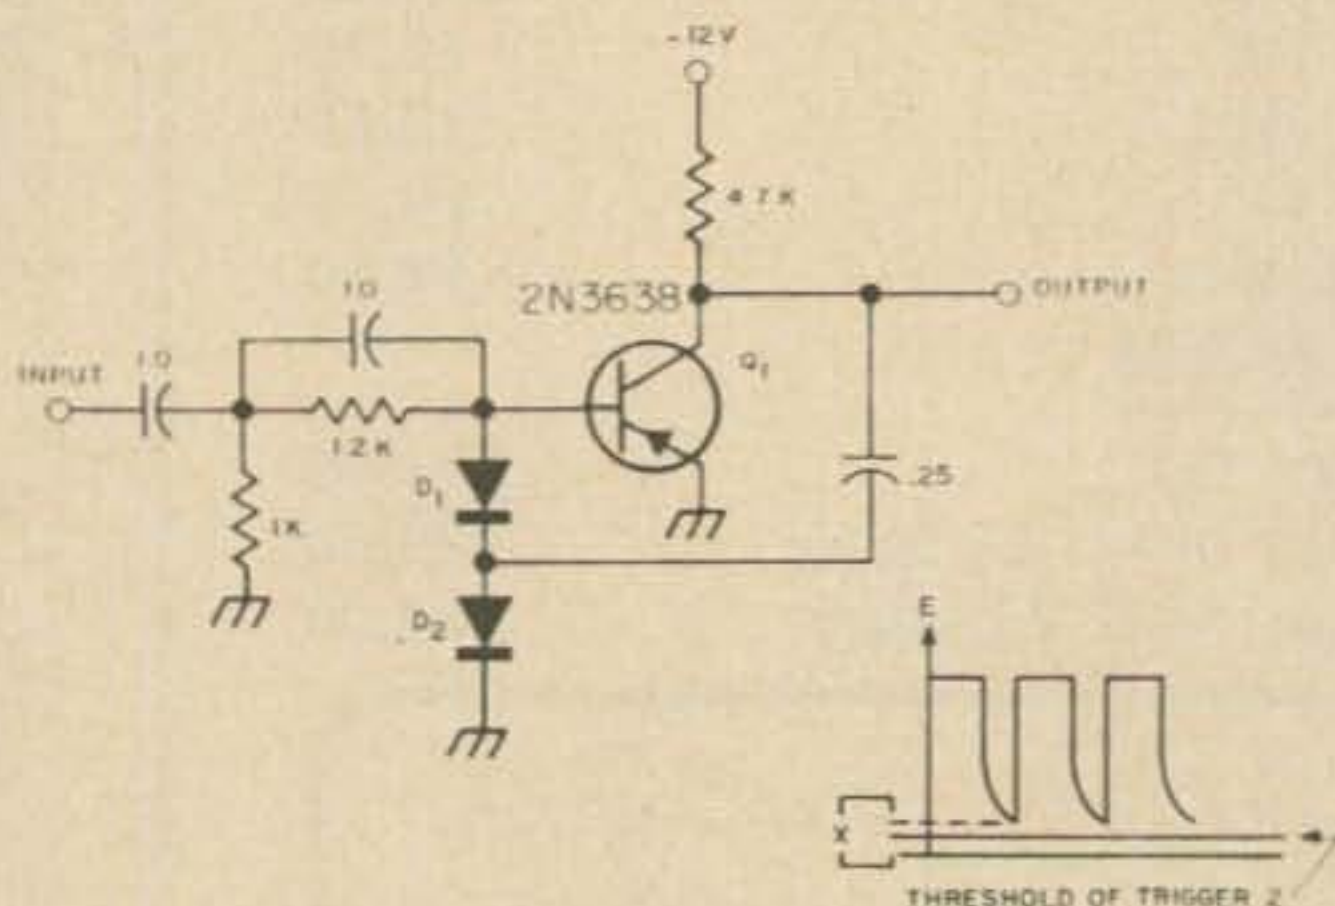 -12V
4.7K
1.0
2N3638
OUTPUT
INPUT
1.0
Q1
1.2K
D1
.25
1K
D2
E
X
THRESHOLD OF TRIGGER 2